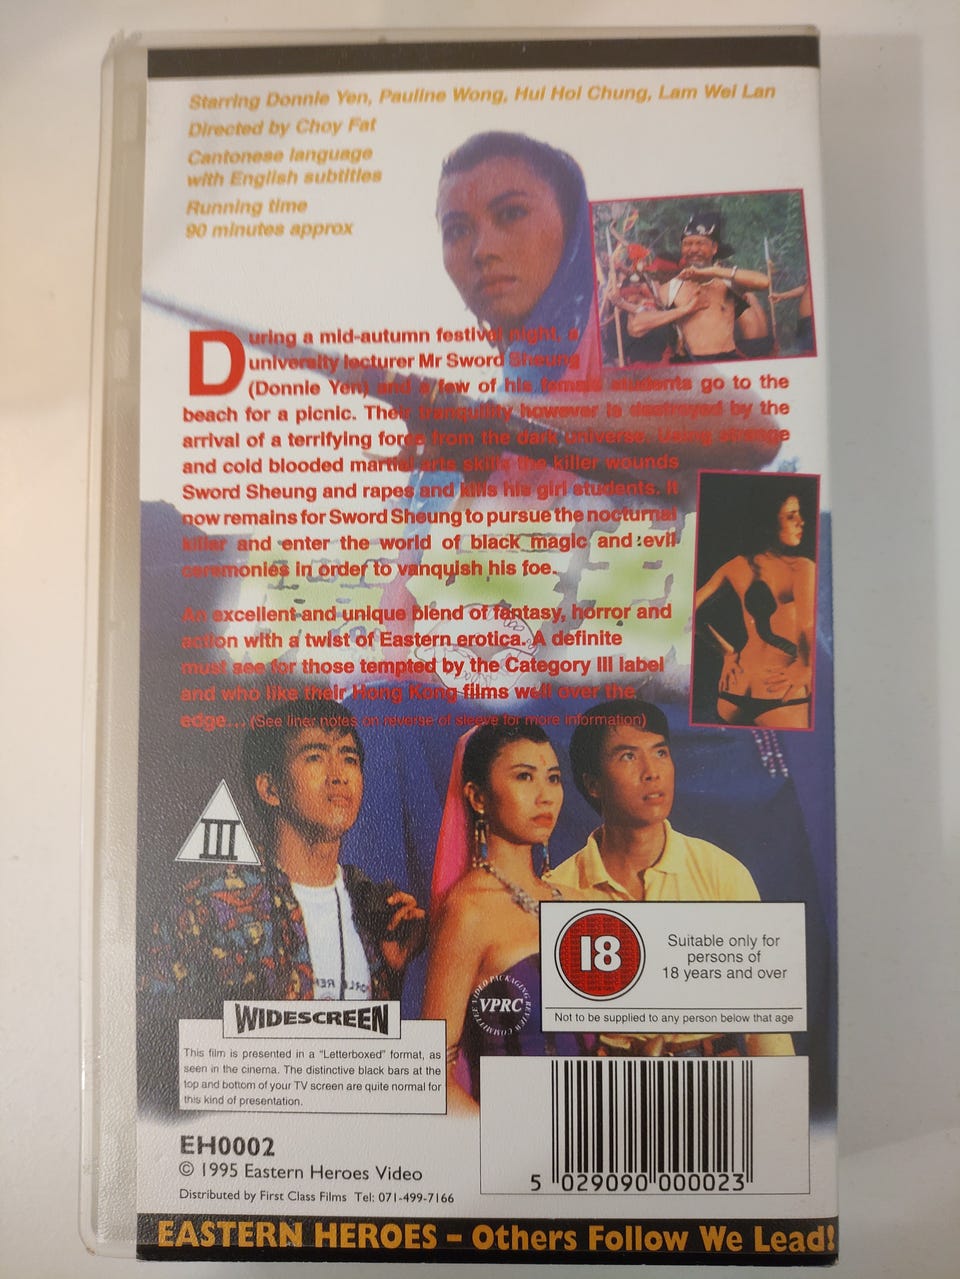 Starring Donnie Yen, Pauline Wong, Hui Hoi Chung, Lam Wei Lan
Directed by Choy Fat
Cantonese language
with English subtitles
Running time
90 minutes approx
During a mid-autumn festival night, a
university lecturer Mr Sword Sheung
(Donnie Yen) and a few of his female students go to the
beach for a picnic. Their tranquility however is destroyed by the
arrival of a terrifying force from the dark universe. Using strange
and cold blooded martial arts skills the killer wounds
Sword Sheung and rapes and kills his girl students. It
now remains for Sword Sheung to pursue the nocturnal
killer and enter the world of black magic and evil
ceremonies in order to vanquish his foe.
An excellent and unique blend of fantasy, horror and
action with a twist of Eastern erotica. A definite
must see for those tempted by the Category III label
and who like their Hong Kong films well over the
edge... (See liner notes on reverse of sleeve for more information)
III
18
Suitable only for
persons of
18 years and over
Not to be supplied to any person below that age
VIDEO PACKAGING REVIEW COMMITTEE
VPRC
WIDESCREEN
This film is presented in a "Letterboxed" format, as
seen in the cinema. The distinctive black bars at the
top and bottom of your TV screen are quite normal for
this kind of presentation.
EH0002
© 1995 Eastern Heroes Video
Distributed by First Class Films Tel: 071-499-7166
5 029090 000023
EASTERN HEROES – Others Follow We Lead!